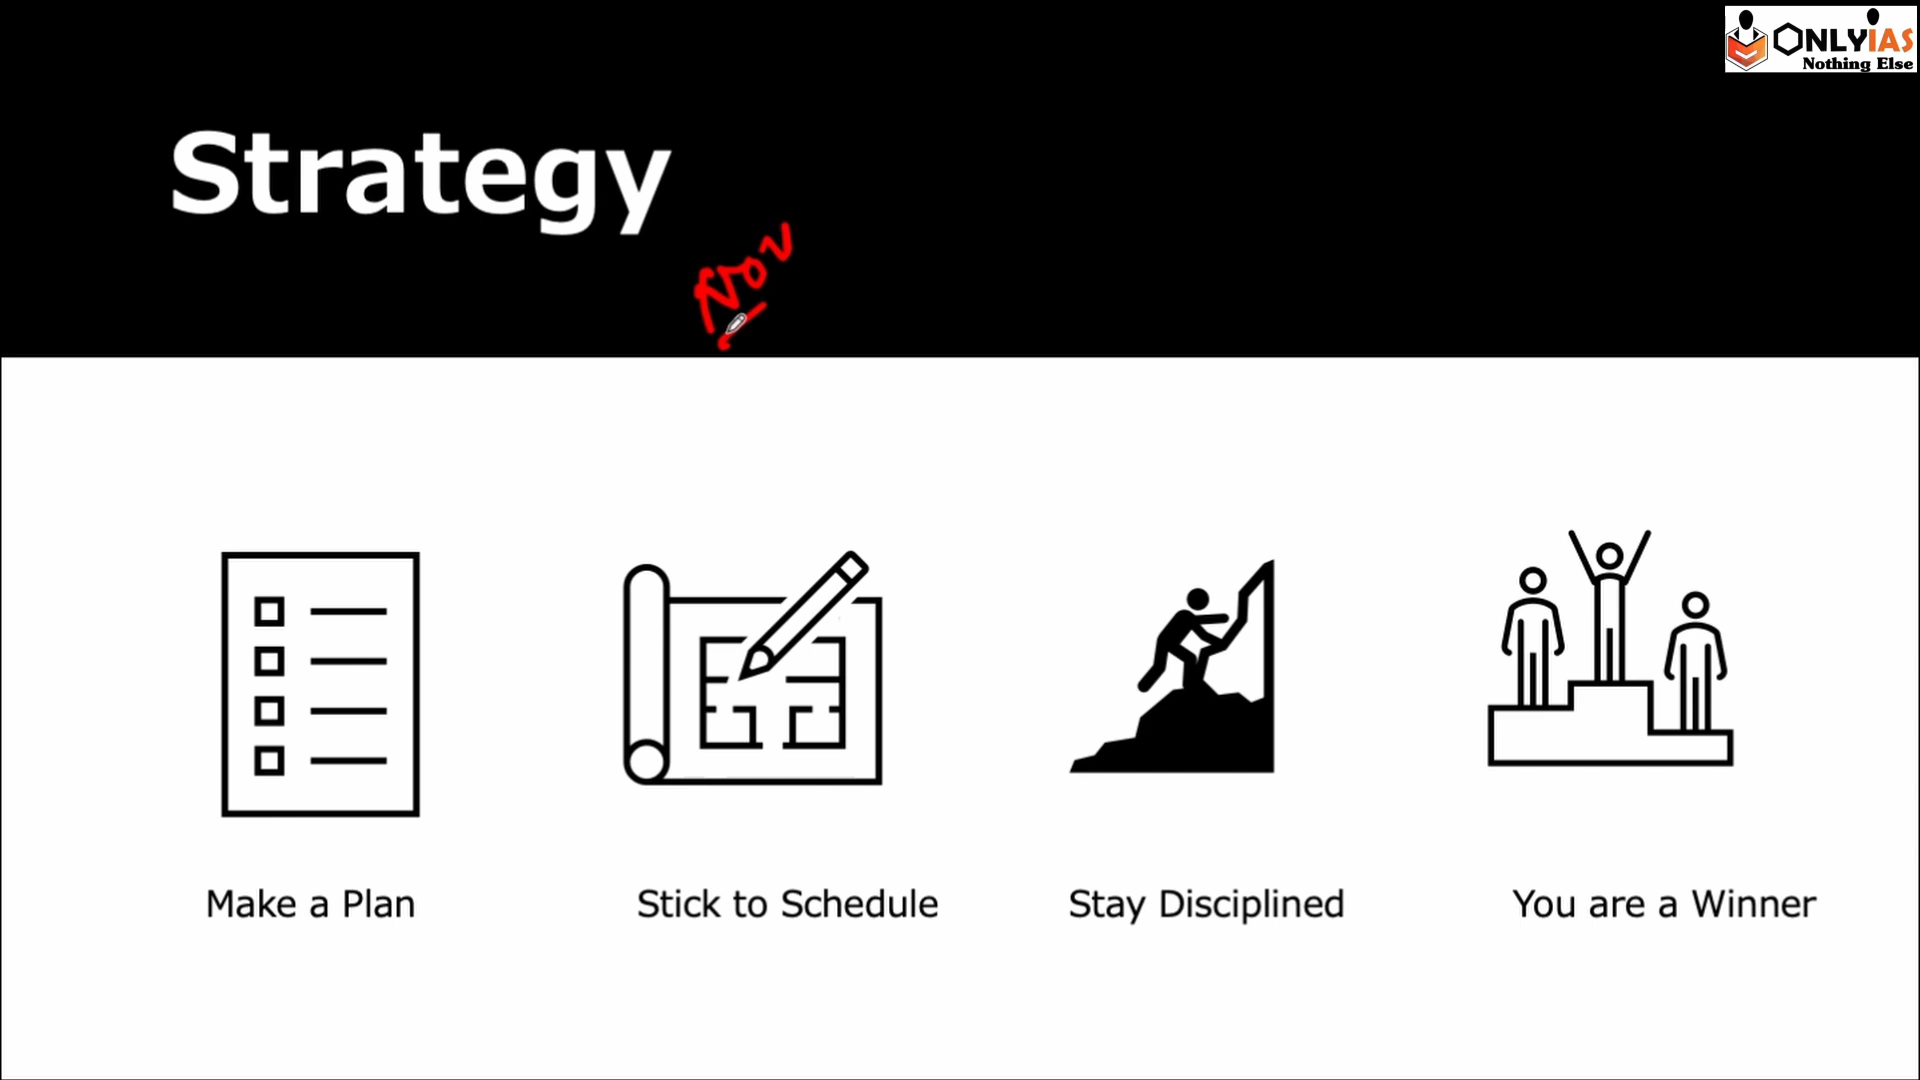 ONLYIAS
Nothing Else
Strategy
Nov
Make a Plan
Stick to Schedule
Stay Disciplined
You are a Winner